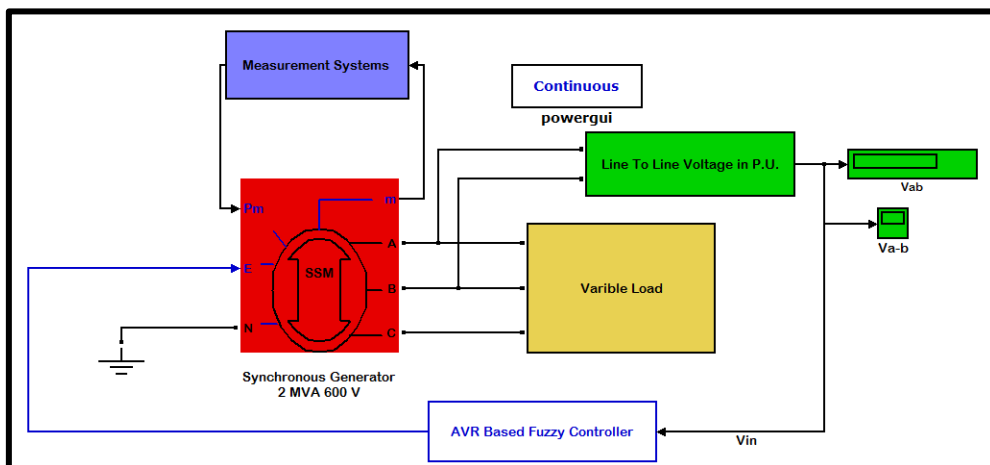 Measurement Systems
Continuous
powergui
Line To Line Voltage in P.U.
Vab
Va-b
Pm
m
A
E
SSM
B
N
C
Varible Load
Synchronous Generator
2 MVA 600 V
AVR Based Fuzzy Controller
Vin